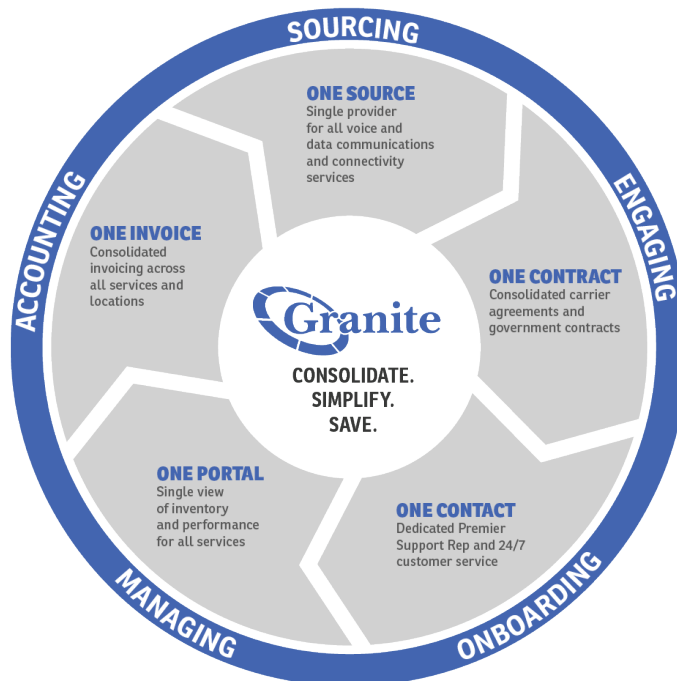 SOURCING
ONE SOURCE
Single provider
for all voice and
data communications
and connectivity
services
ENGAGING
ONE CONTRACT
Consolidated carrier
agreements and
government contracts
ONBOARDING
ONE CONTACT
Dedicated Premier
Support Rep and 24/7
customer service
MANAGING
ONE PORTAL
Single view
of inventory
and performance
for all services
ACCOUNTING
ONE INVOICE
Consolidated
invoicing across
all services and
locations
Granite
CONSOLIDATE.
SIMPLIFY.
SAVE.